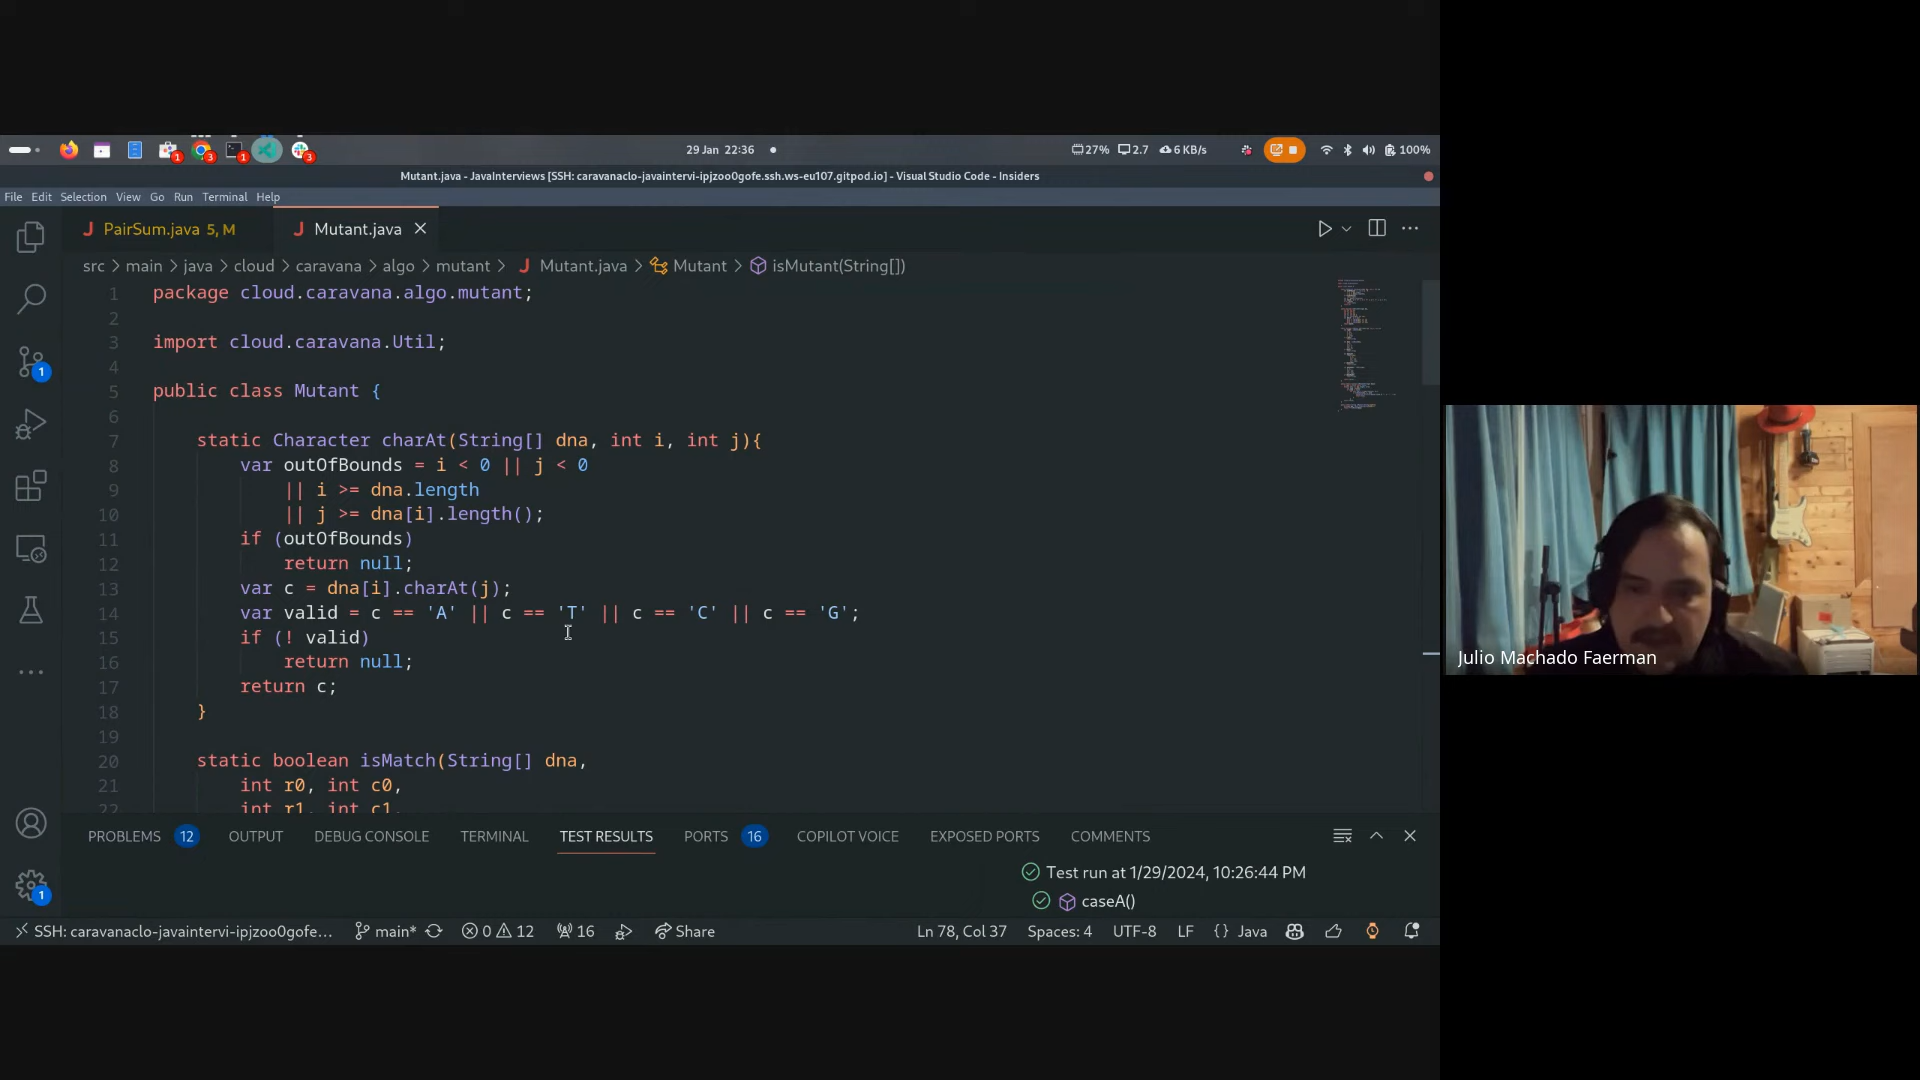 29 Jan 22:36
27%
2.7
6 KB/s
100%
1
3
1
3
Mutant.java - JavaInterviews [SSH: caravanaclo-javaintervi-ipjzoo0gofe.ssh.ws-eu107.gitpod.io] - Visual Studio Code - Insiders
File Edit Selection View Go Run Terminal Help
PairSum.java 5, M
Mutant.java
src > main > java > cloud > caravana > algo > mutant > Mutant.java > Mutant > isMutant(String[])
1 package cloud.caravana.algo.mutant;
2
3 import cloud.caravana.Util;
4
5 public class Mutant {
6
7 static Character charAt(String[] dna, int i, int j){
8 var outOfBounds = i < 0 || j < 0
9 || i >= dna.length
10 || j >= dna[i].length();
11 if (outOfBounds)
12 return null;
13 var c = dna[i].charAt(j);
14 var valid = c == 'A' || c == 'T' || c == 'C' || c == 'G';
15 if (! valid)
16 return null;
17 return c;
18 }
19
20 static boolean isMatch(String[] dna,
21 int r0, int c0,
22 int r1, int c1,
1
1
PROBLEMS 12 OUTPUT DEBUG CONSOLE TERMINAL TEST RESULTS PORTS 16 COPILOT VOICE EXPOSED PORTS COMMENTS
Test run at 1/29/2024, 10:26:44 PM
caseA()
SSH: caravanaclo-javaintervi-ipjzoo0gofe... main* 0 12 16 Share Ln 78, Col 37 Spaces: 4 UTF-8 LF {} Java
Julio Machado Faerman